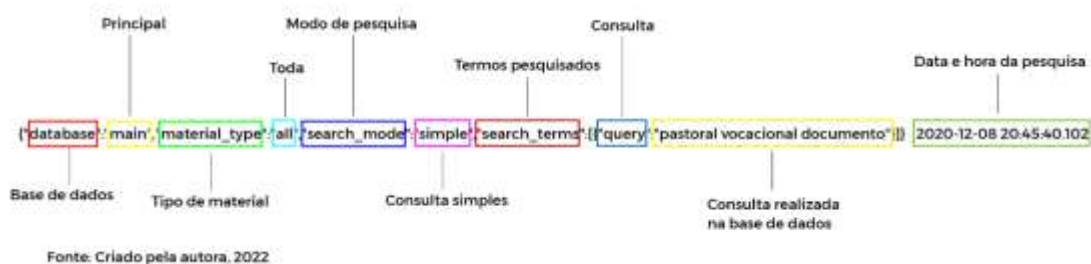 Principal
Modo de pesquisa
Consulta
Toda
Termos pesquisados
Data e hora da pesquisa
{"database":"main","material_type":"all","search_mode":"simple","search_terms":[{"query":"pastoral vocacional documento"}]} 2020-12-08 20:45:40.102
Base de dados
Tipo de material
Consulta simples
Consulta realizada
na base de dados
Fonte: Criado pela autora, 2022